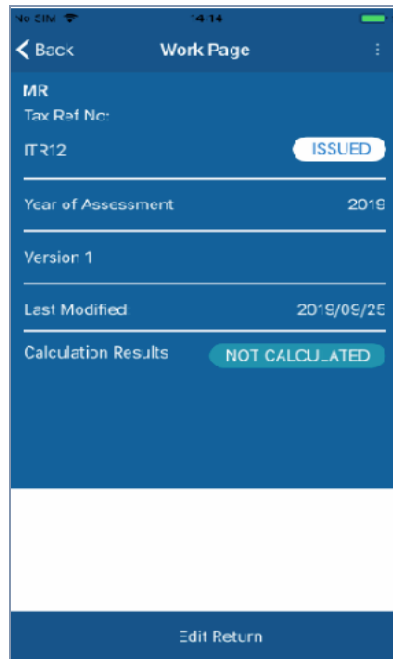 No SIM 14:14
Back Work Page
MR
Tax Ref No:
ITR12 ISSUED
Year of Assessment 2019
Version 1
Last Modified: 2019/09/25
Calculation Results NOT CALCULATED
Edit Return